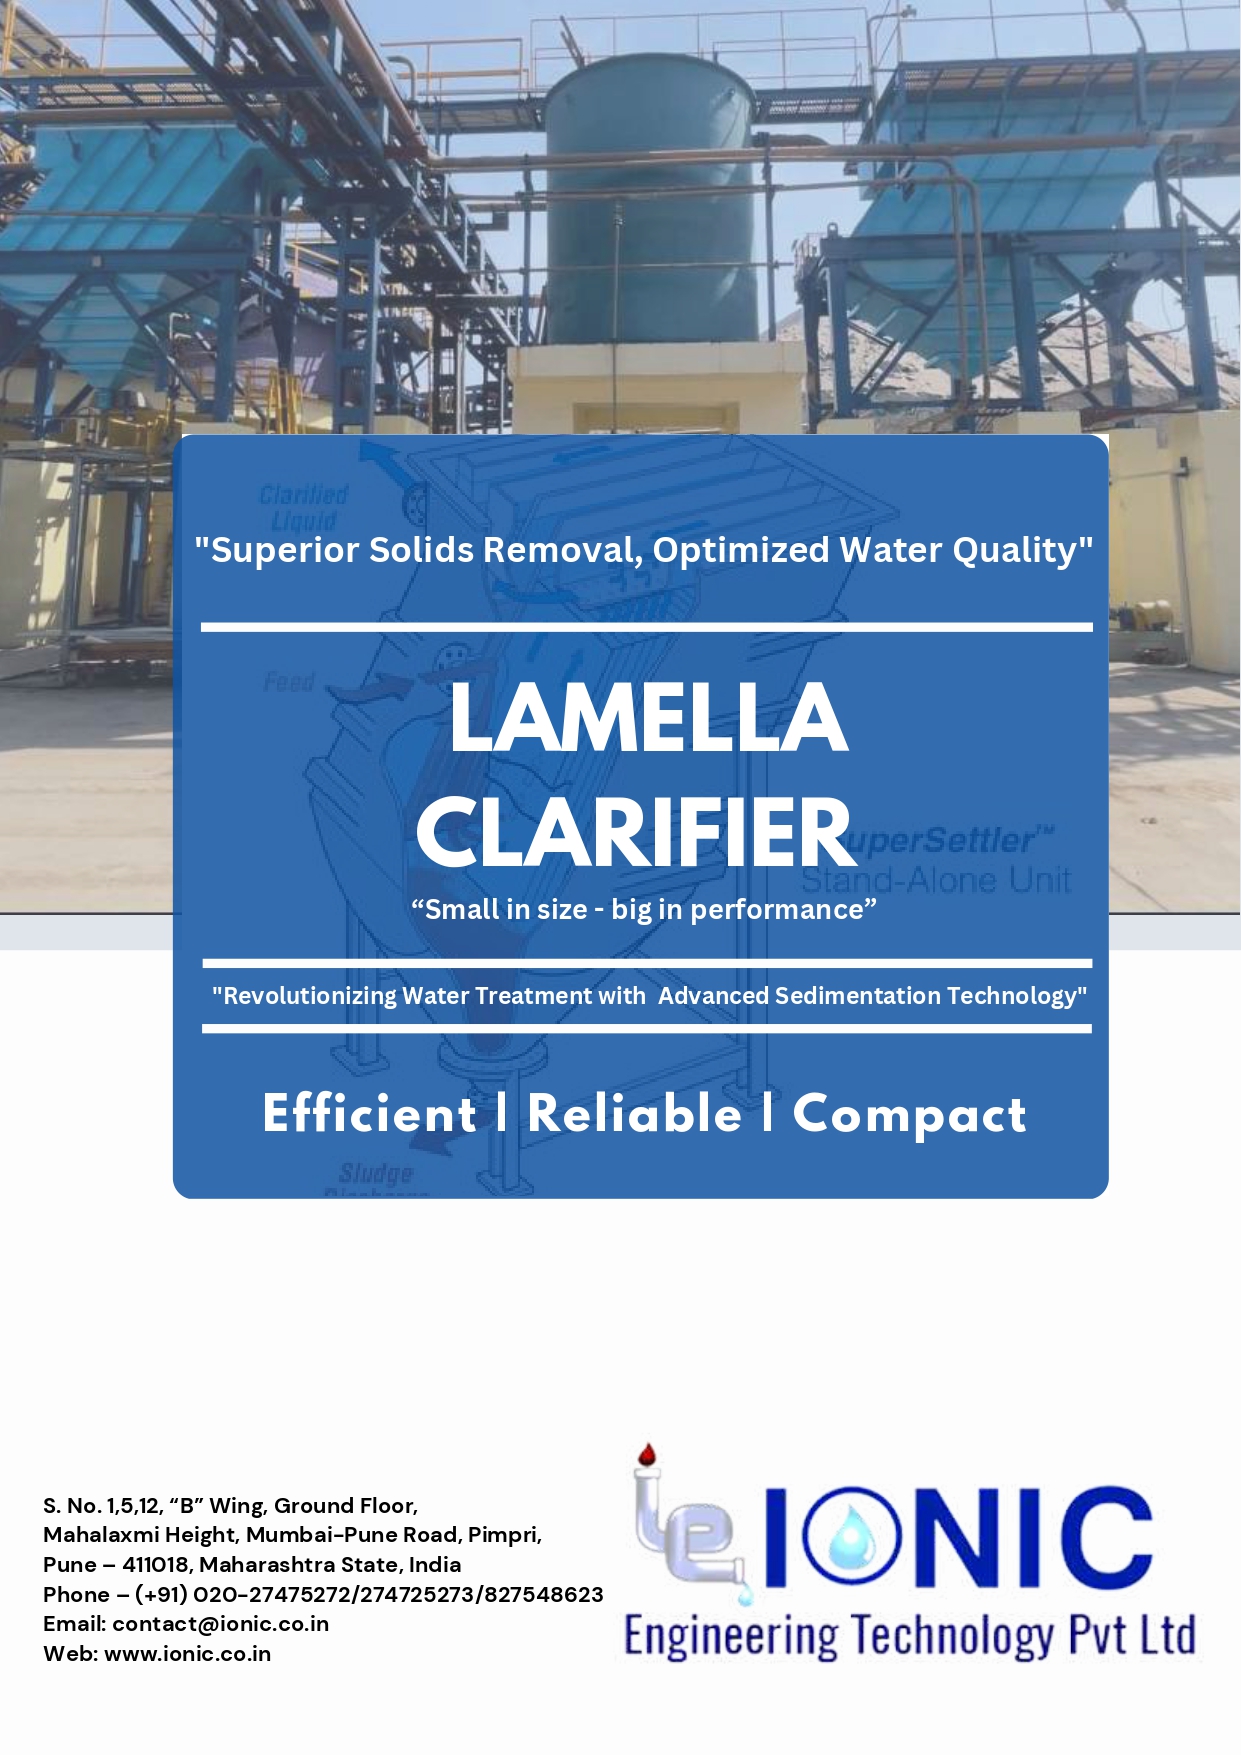 Clarified
Liquid
"Superior Solids Removal, Optimized Water Quality"
Feed
LAMELLA
CLARIFIER
SuperSettler™
Stand-Alone Unit
“Small in size - big in performance”
"Revolutionizing Water Treatment with  Advanced Sedimentation Technology"
Efficient | Reliable | Compact
Sludge
Discharge
S. No. 1,5,12, “B” Wing, Ground Floor,
Mahalaxmi Height, Mumbai-Pune Road, Pimpri,
Pune – 411018, Maharashtra State, India
Phone – (+91) 020-27475272/274725273/827548623
Email: contact@ionic.co.in
Web: www.ionic.co.in
IONIC
Engineering Technology Pvt Ltd